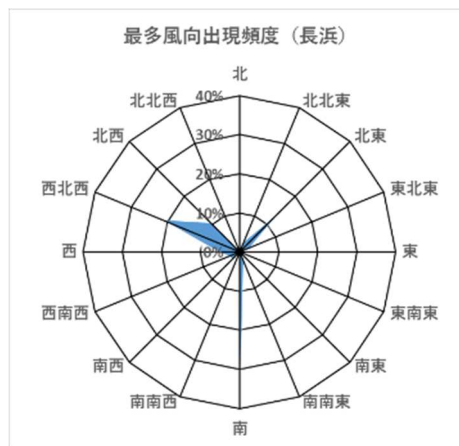 最多風向出現頻度（長浜）
北
北北東
北東
東北東
東
東南東
南東
南南東
南
南南西
南西
西南西
西
西北西
北西
北北西
40%
30%
20%
10%
0%